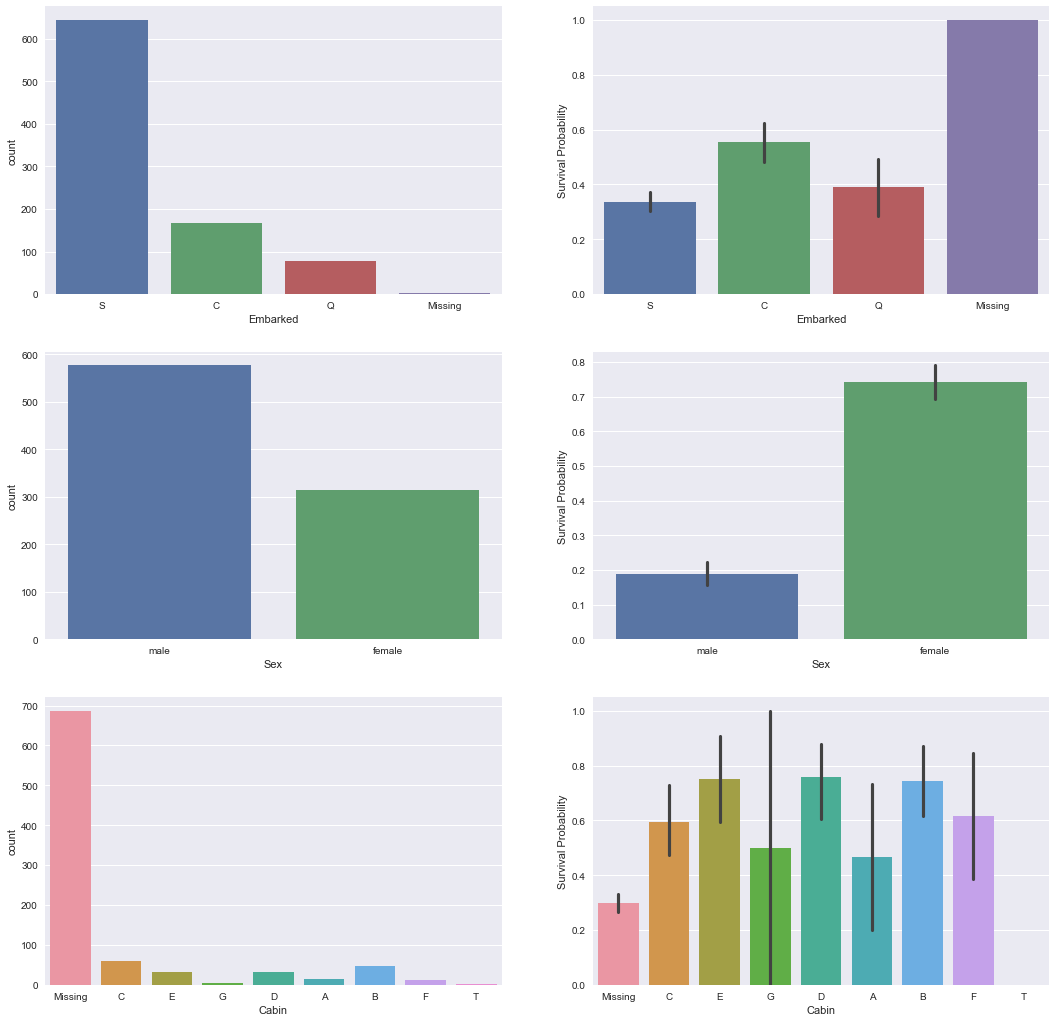 600
500
400
300
200
100
0
count
S C Q Missing
Embarked
1.0
0.8
0.6
0.4
0.2
0.0
Survival Probability
S C Q Missing
Embarked
600
500
400
300
200
100
0
count
male female
Sex
0.8
0.7
0.6
0.5
0.4
0.3
0.2
0.1
0.0
Survival Probability
male female
Sex
700
600
500
400
300
200
100
0
count
Missing C E G D A B F T
Cabin
1.0
0.8
0.6
0.4
0.2
0.0
Survival Probability
Missing C E G D A B F T
Cabin